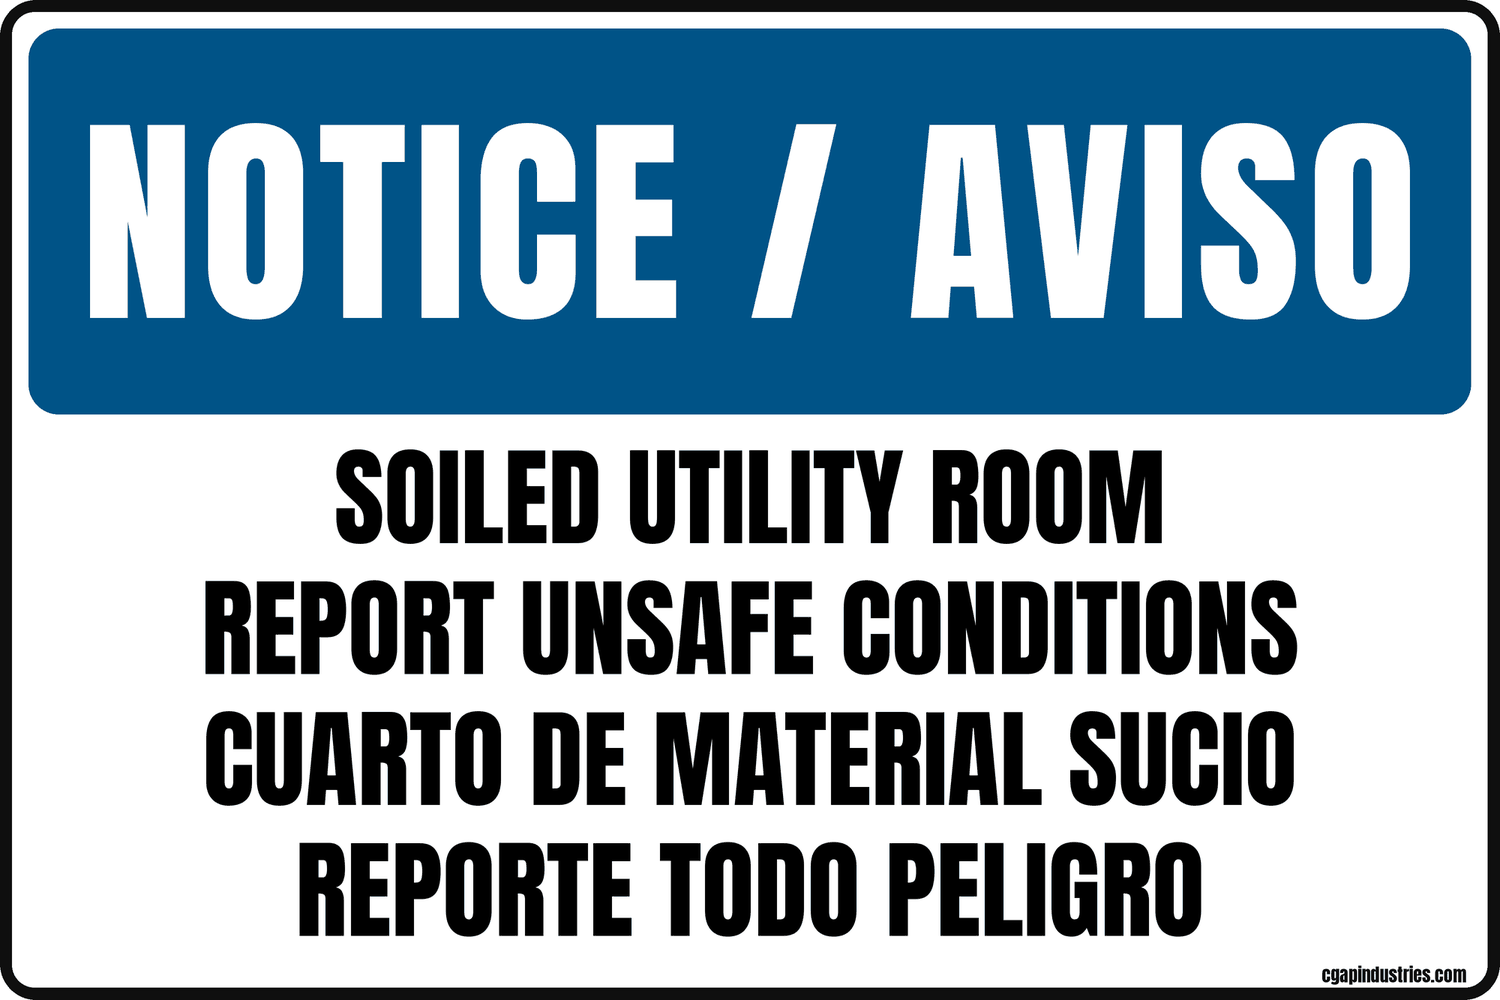 NOTICE / AVISO
SOILED UTILITY ROOM
REPORT UNSAFE CONDITIONS
CUARTO DE MATERIAL SUCIO
REPORTE TODO PELIGRO
cgapindustries.com